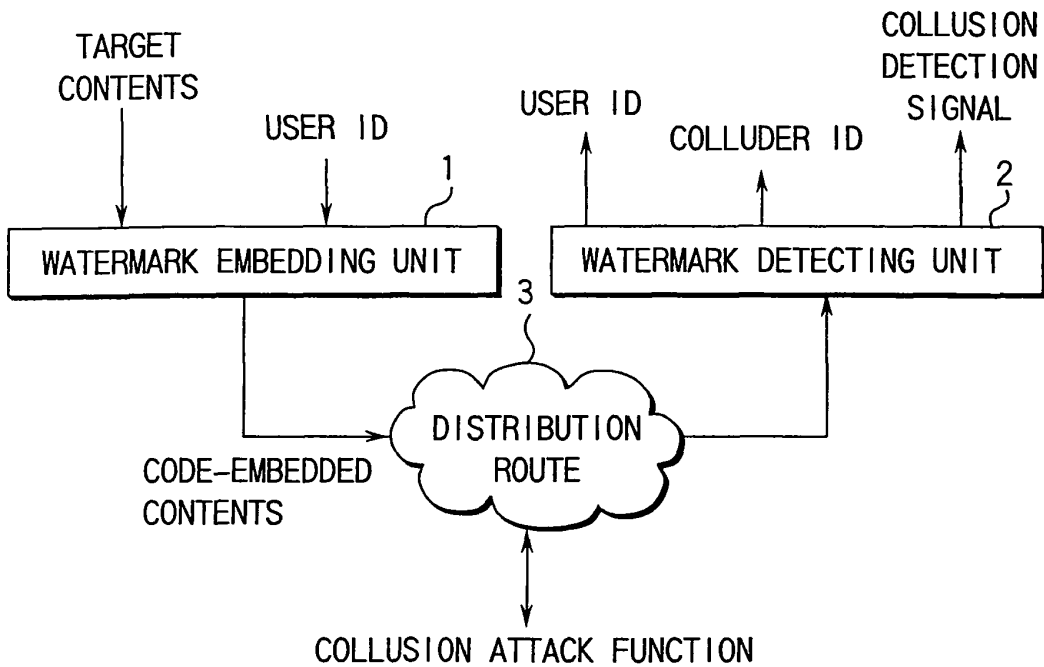 TARGET
CONTENTS
USER ID
1
WATERMARK EMBEDDING UNIT
USER ID
COLLUDER ID
COLLUSION
DETECTION
SIGNAL
2
WATERMARK DETECTING UNIT
3
DISTRIBUTION
ROUTE
CODE-EMBEDDED
CONTENTS
COLLUSION ATTACK FUNCTION